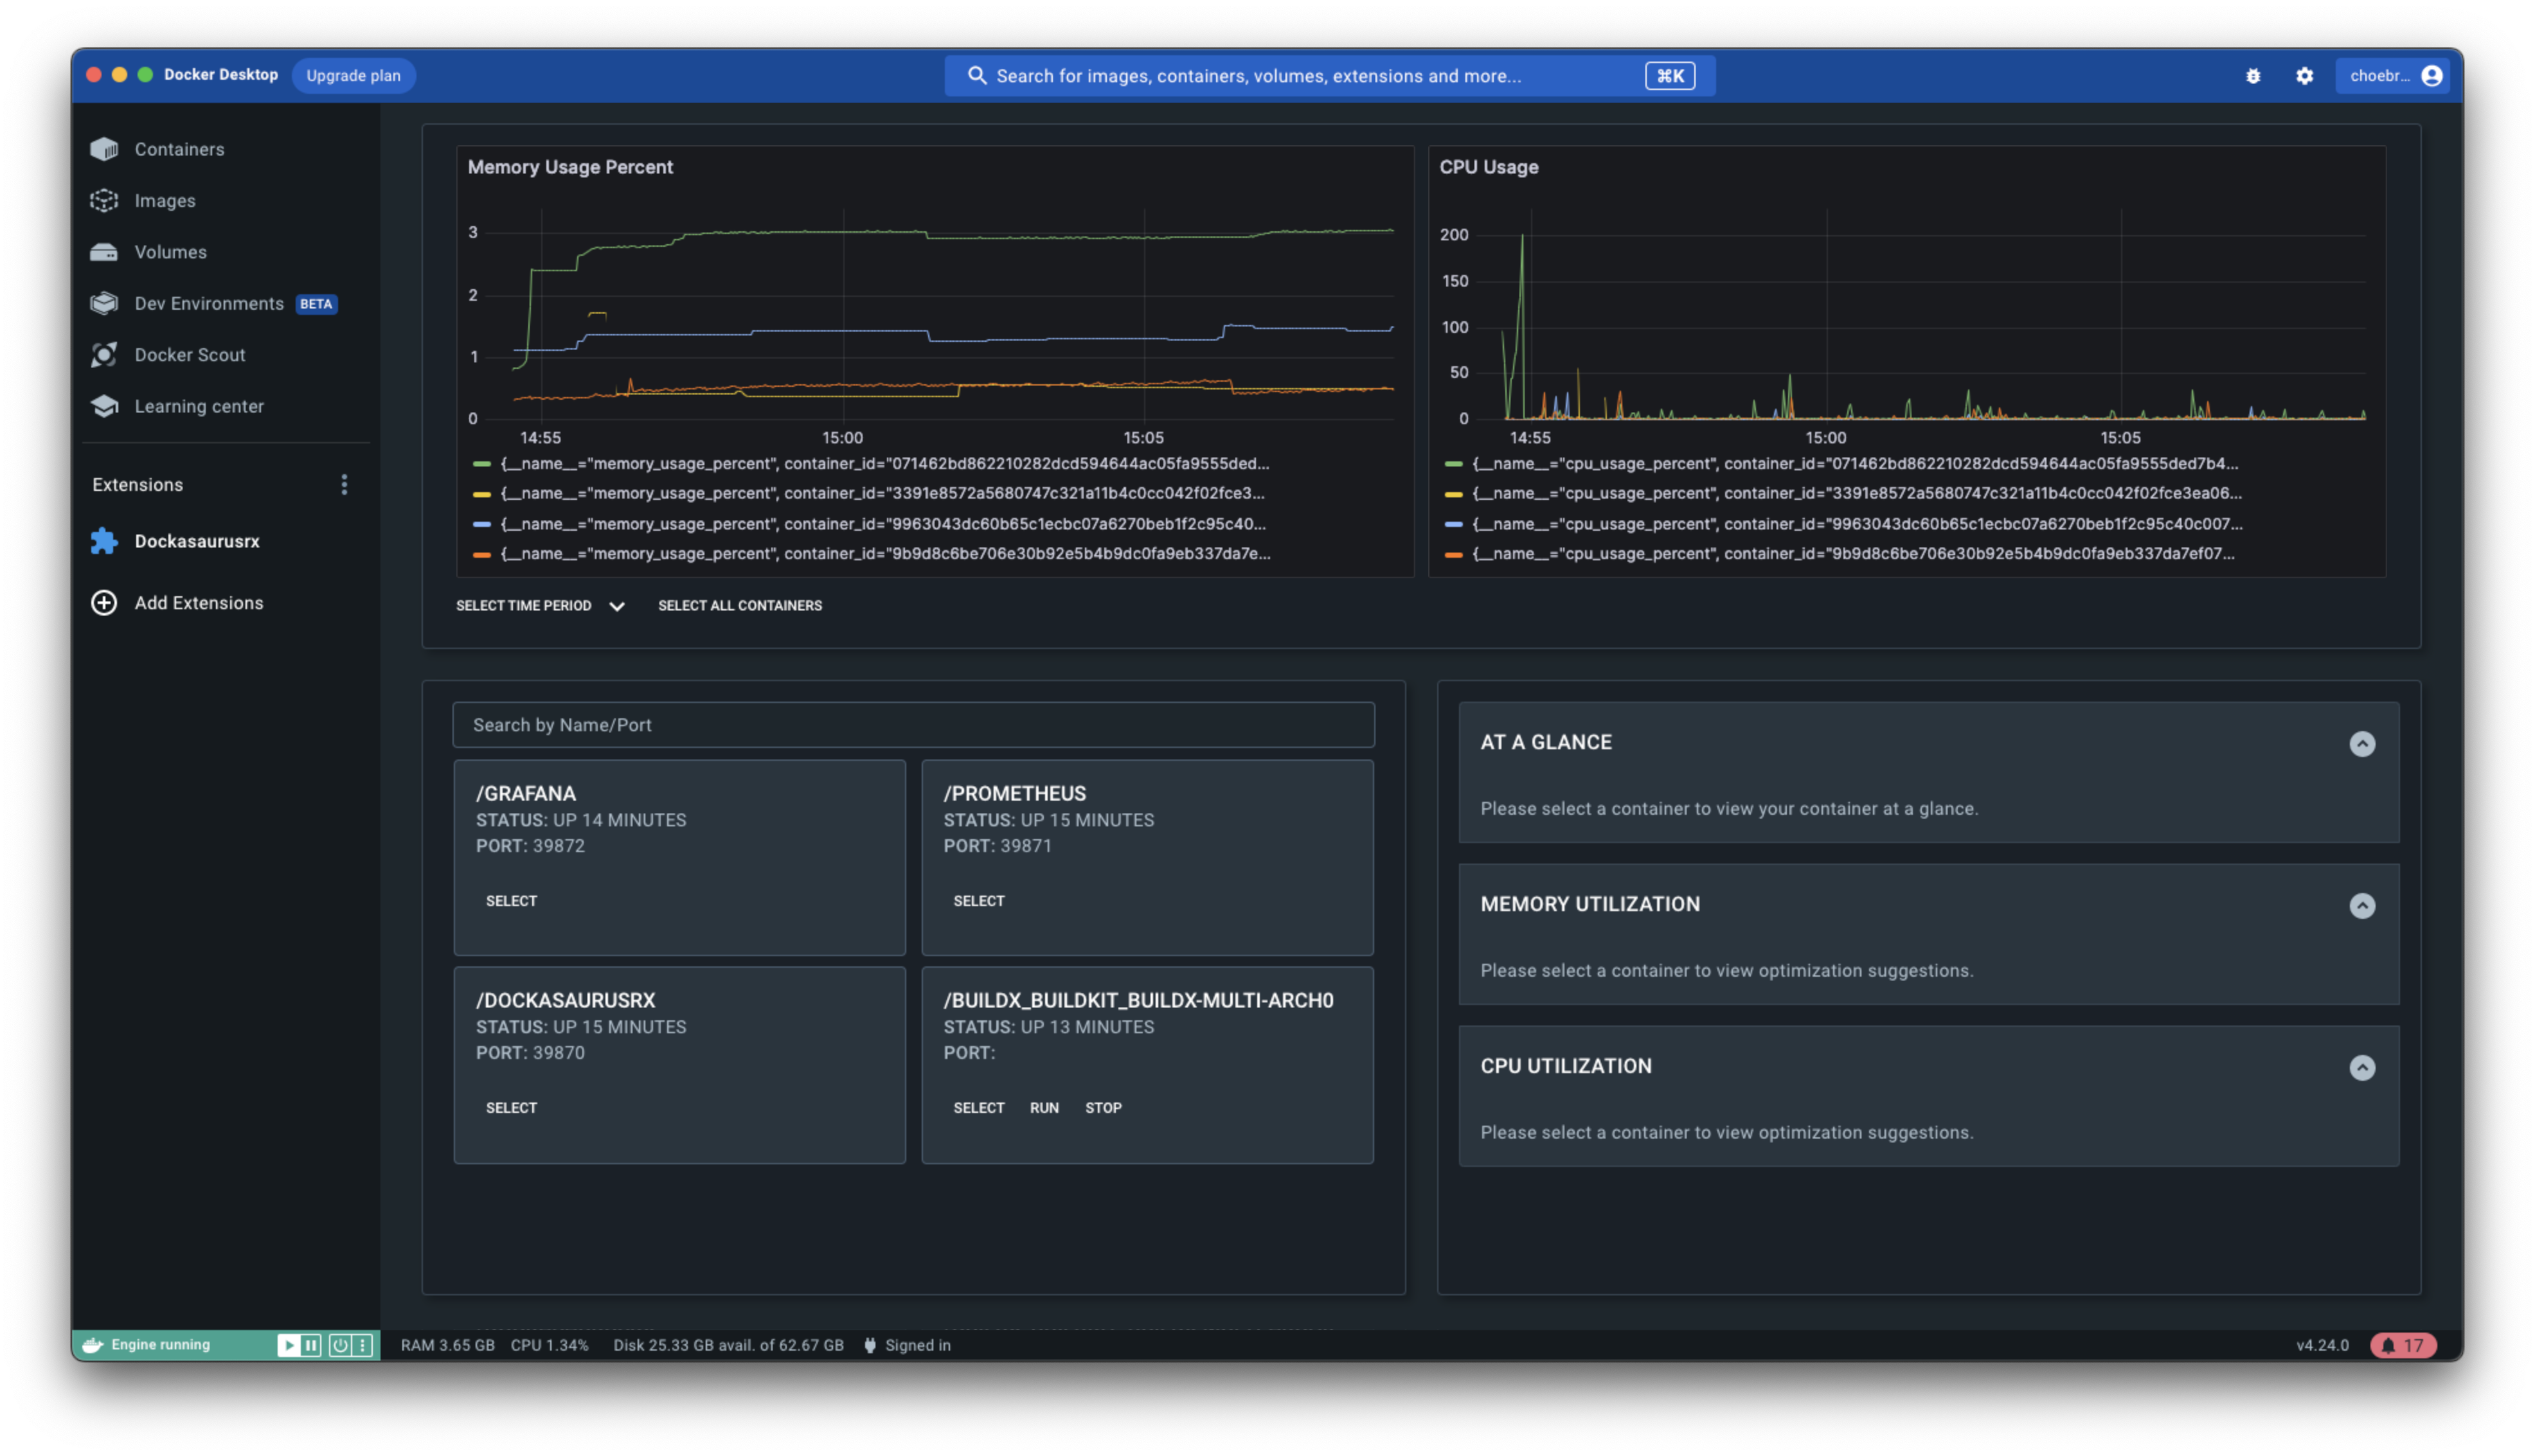 Docker Desktop
Upgrade plan
Search for images, containers, volumes, extensions and more...
⌘K
choebr...
Containers
Images
Volumes
Dev Environments BETA
Docker Scout
Learning center
Extensions
Dockasaurusrx
Add Extensions
Memory Usage Percent
3
2
1
0
14:55 15:00 15:05
{__name__="memory_usage_percent", container_id="071462bd862210282dcd594644ac05fa9555ded...
{__name__="memory_usage_percent", container_id="3391e8572a5680747c321a11b4c0cc042f02fce3...
{__name__="memory_usage_percent", container_id="9963043dc60b65c1ecbc07a6270beb1f2c95c40...
{__name__="memory_usage_percent", container_id="9b9d8c6be706e30b92e5b4b9dc0fa9eb337da7e...
CPU Usage
200
150
100
50
0
14:55 15:00 15:05
{__name__="cpu_usage_percent", container_id="071462bd862210282dcd594644ac05fa9555ded7b4...
{__name__="cpu_usage_percent", container_id="3391e8572a5680747c321a11b4c0cc042f02fce3ea06...
{__name__="cpu_usage_percent", container_id="9963043dc60b65c1ecbc07a6270beb1f2c95c40c007...
{__name__="cpu_usage_percent", container_id="9b9d8c6be706e30b92e5b4b9dc0fa9eb337da7ef07...
SELECT TIME PERIOD
SELECT ALL CONTAINERS
Search by Name/Port
/GRAFANA
STATUS: UP 14 MINUTES
PORT: 39872
SELECT
/PROMETHEUS
STATUS: UP 15 MINUTES
PORT: 39871
SELECT
/DOCKASAURUSRX
STATUS: UP 15 MINUTES
PORT: 39870
SELECT
/BUILDX_BUILDKIT_BUILDX-MULTI-ARCH0
STATUS: UP 13 MINUTES
PORT:
SELECT RUN STOP
AT A GLANCE
Please select a container to view your container at a glance.
MEMORY UTILIZATION
Please select a container to view optimization suggestions.
CPU UTILIZATION
Please select a container to view optimization suggestions.
Engine running
RAM 3.65 GB CPU 1.34% Disk 25.33 GB avail. of 62.67 GB Signed in
v4.24.0
17